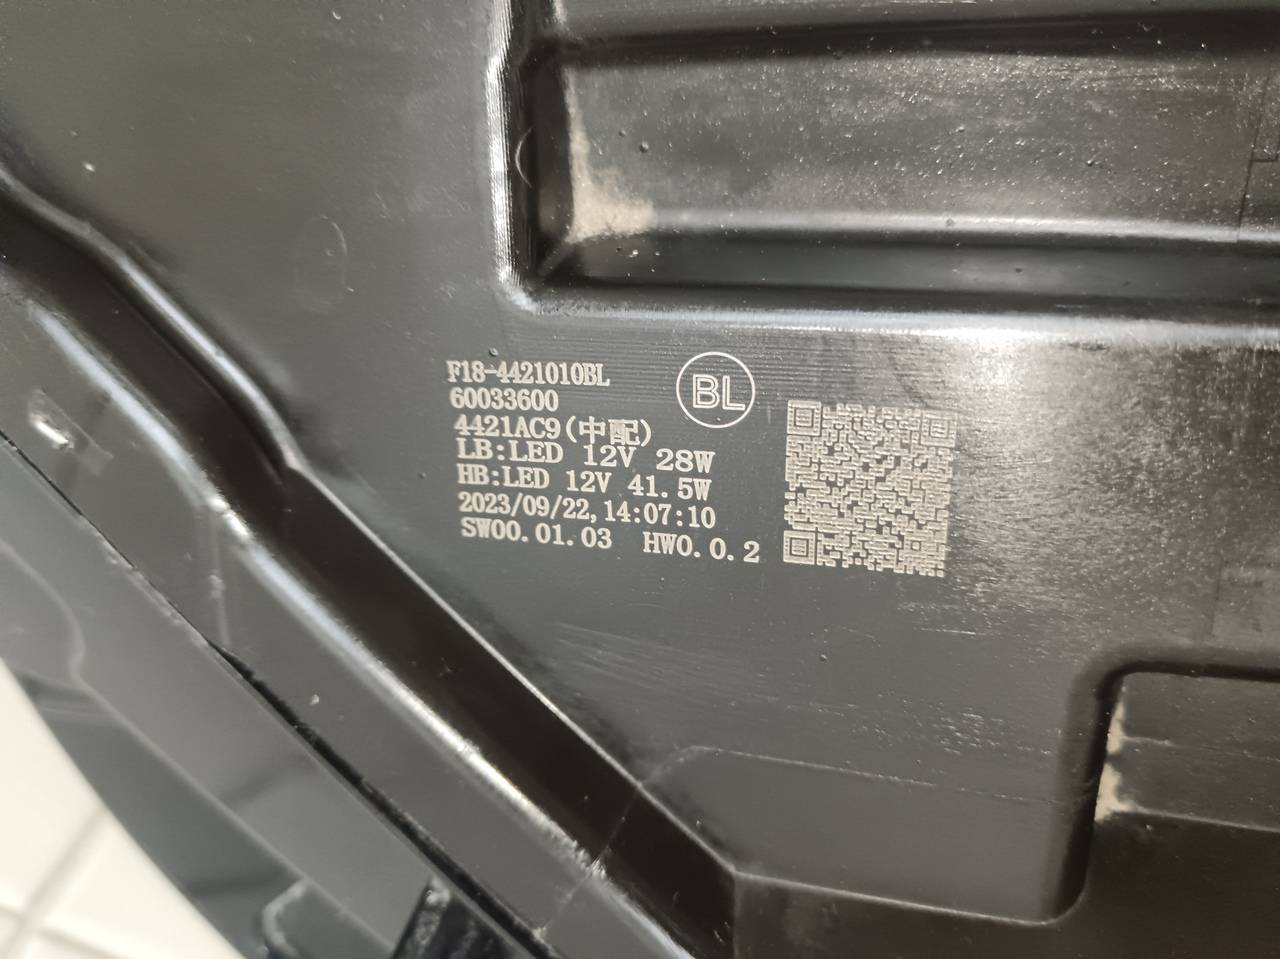 F18-4421010BL
BL
60033600
4421AC9(中配)
LB:LED 12V 28W
HB:LED 12V 41.5W
2023/09/22,14:07:10
SW00.01.03 HW0.0.2